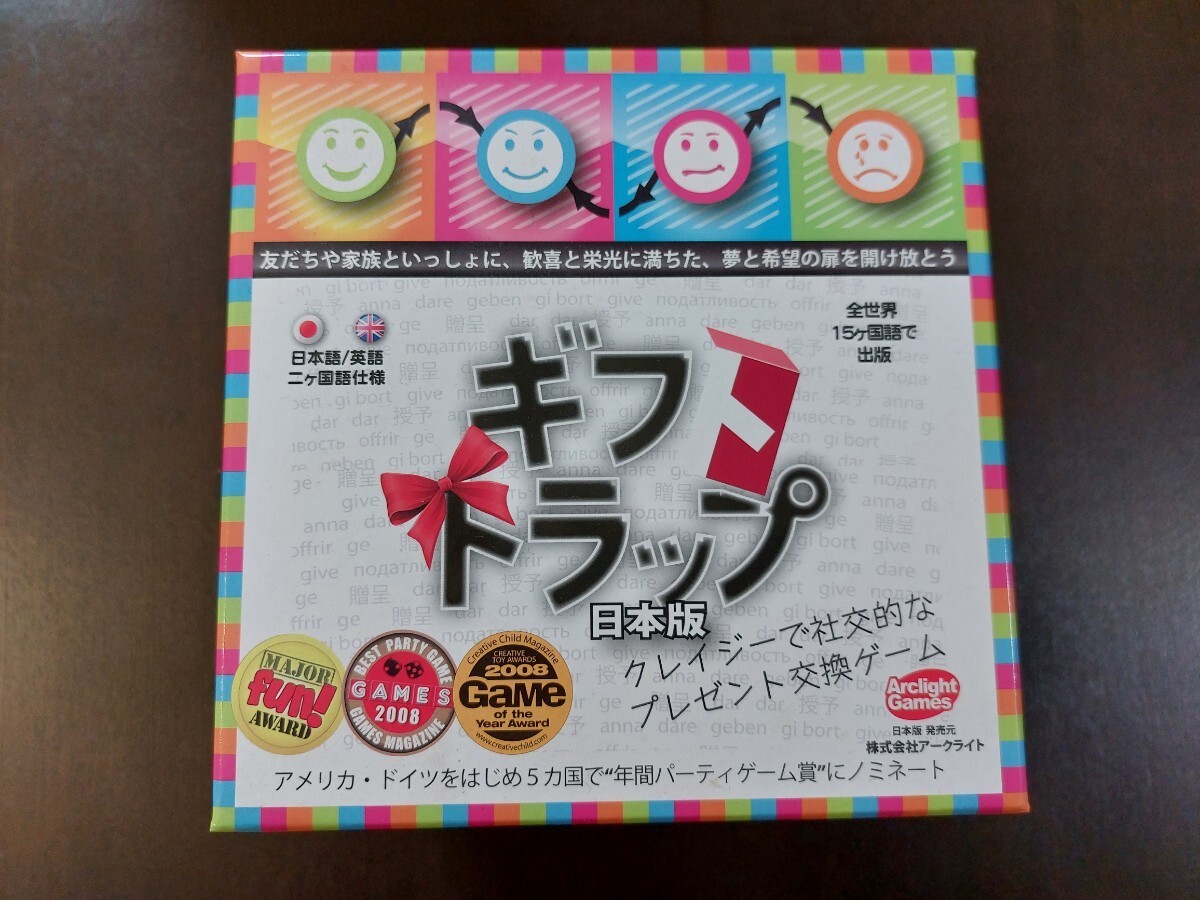 友だちや家族といっしょに、歓喜と栄光に満ちた、夢と希望の扉を開け放とう
日本語/英語
二ヶ国語仕様
全世界
15ヶ国語で
出版
ギフト
トラップ
日本版
クレイジーで社交的な
プレゼント交換ゲーム
MAJOR
fun!
AWARD
BEST PARTY GAME
GAMES
2008
GAMES MAGAZINE
Creative Child Magazine
CREATIVE
TOY AWARDS
2008
GaMe
of the
Year Award
www.creativechild.com
Arclight
Games
日本版 発売元
株式会社アークライト
アメリカ・ドイツをはじめ5カ国で“年間パーティゲーム賞”にノミネート